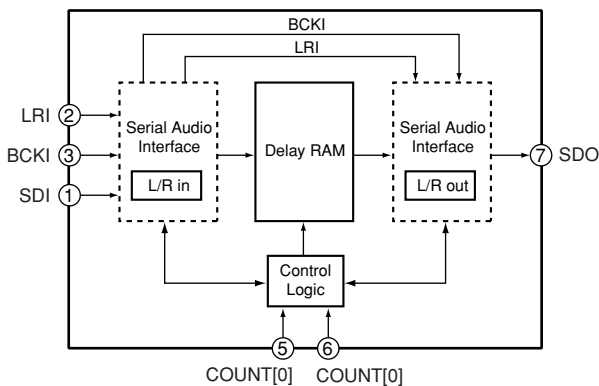 BCKI
LRI
LRI 2
BCKI 3
SDI 1
Serial Audio
Interface
L/R in
Delay RAM
Serial Audio
Interface
L/R out
7 SDO
Control
Logic
5 6
COUNT[0] COUNT[0]